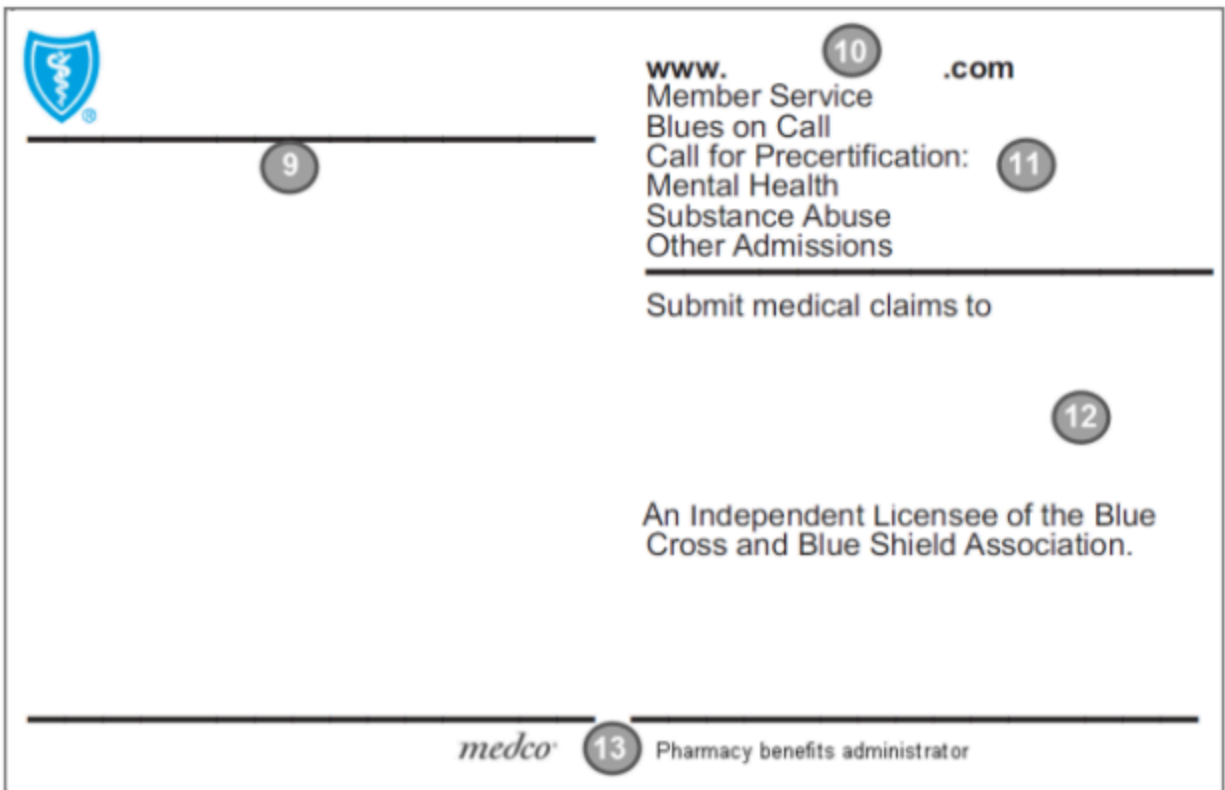 ®
9
www. 10 .com
Member Service
Blues on Call
Call for Precertification: 11
Mental Health
Substance Abuse
Other Admissions
Submit medical claims to
12
An Independent Licensee of the Blue
Cross and Blue Shield Association.
medco 13 Pharmacy benefits administrator